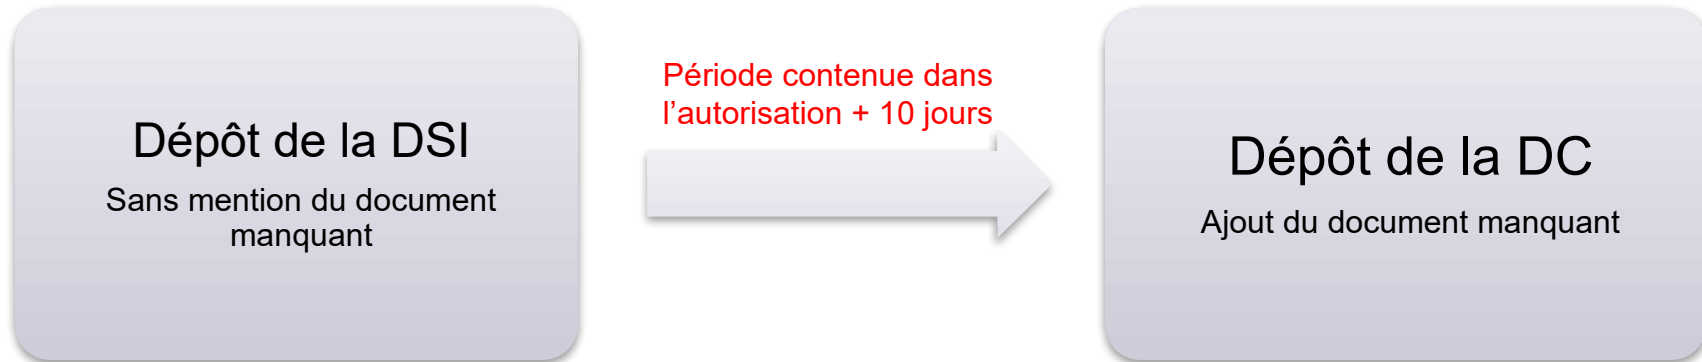 Dépôt de la DSI
Sans mention du document
manquant
Période contenue dans
l’autorisation + 10 jours
Dépôt de la DC
Ajout du document manquant